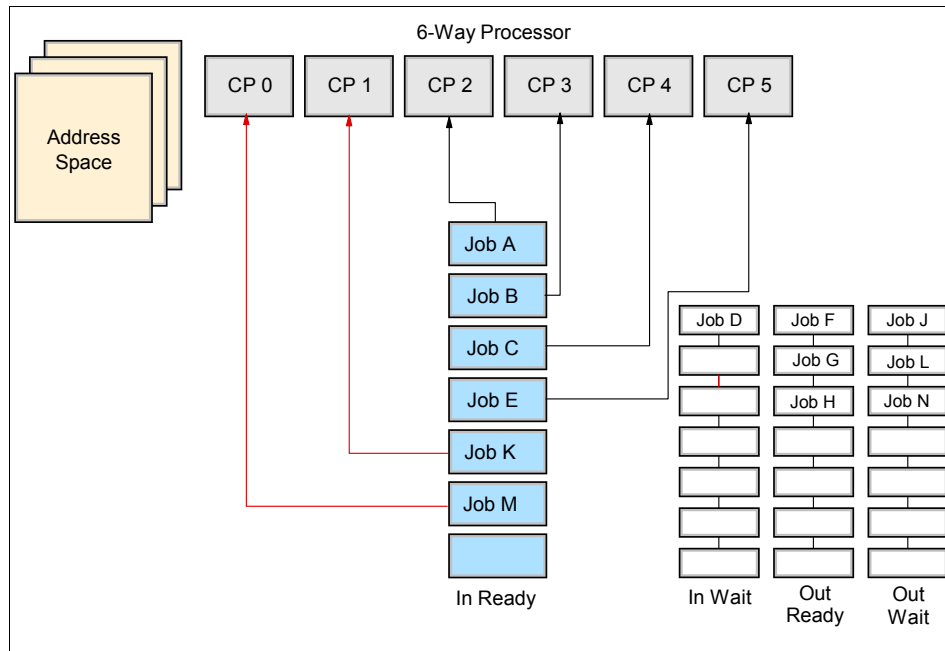 6-Way Processor
CP 0
CP 1
CP 2
CP 3
CP 4
CP 5
Address
Space
Job A
Job B
Job C
Job E
Job K
Job M
In Ready
Job D
Job F
Job J
Job G
Job L
Job H
Job N
In Wait
Out
Ready
Out
Wait